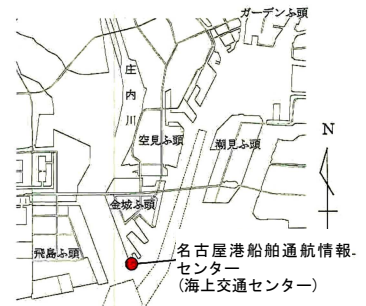 ガーデンふ頭
庄内川
空見ふ頭
潮見ふ頭
N
金城ふ頭
飛島ふ頭
名古屋港船舶通航情報
センター
(海上交通センター)